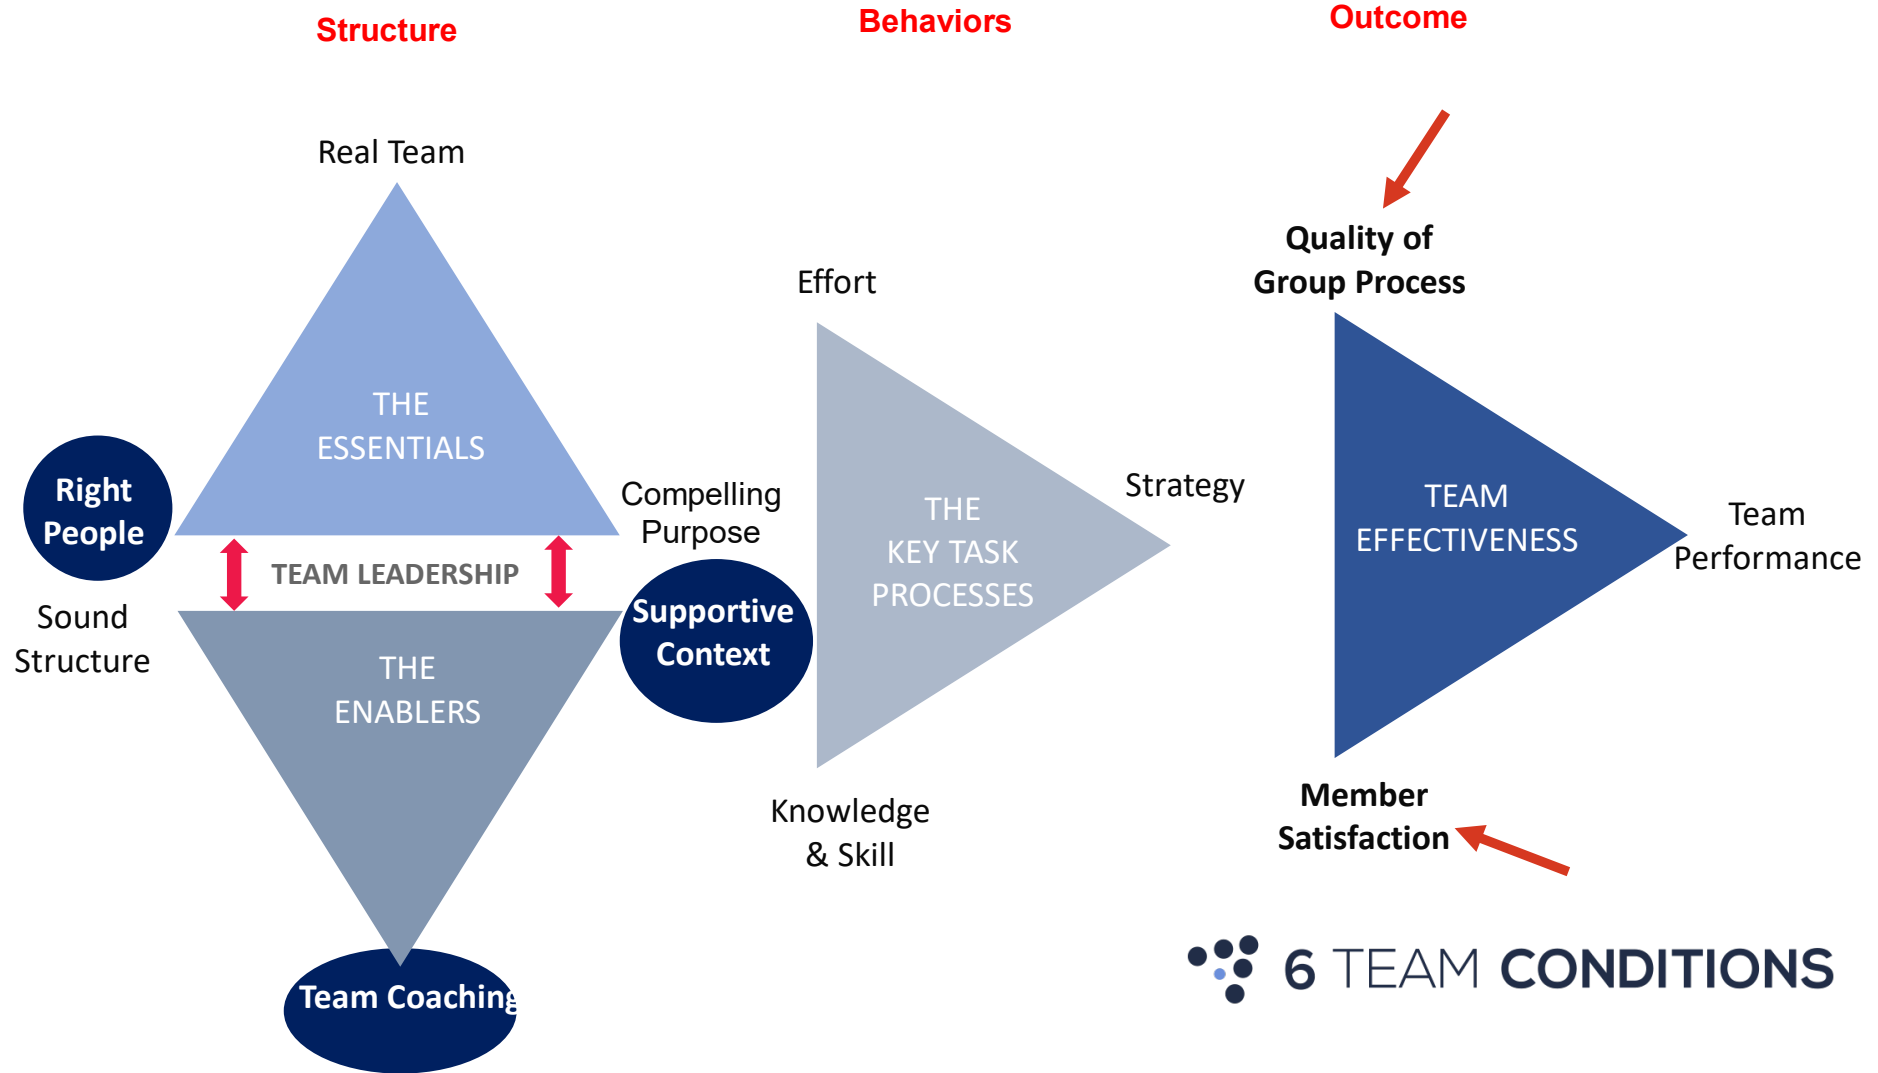 Structure
Behaviors
Outcome
Real Team
THE
ESSENTIALS
Right
People
Compelling
Purpose
TEAM LEADERSHIP
Sound
Structure
Supportive
Context
THE
ENABLERS
Team Coaching
Effort
THE
KEY TASK
PROCESSES
Strategy
Knowledge
& Skill
Quality of
Group Process
TEAM
EFFECTIVENESS
Team
Performance
Member
Satisfaction
6 TEAM CONDITIONS